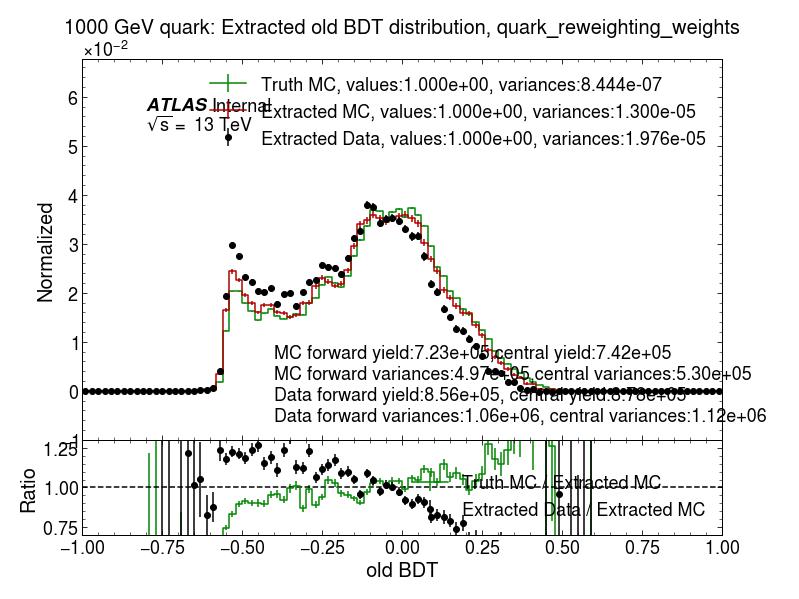 1000 GeV quark: Extracted old BDT distribution, quark_reweighting_weights
×10⁻²
Truth MC, values:1.000e+00, variances:8.444e-07
ATLAS Internal
Extracted MC, values:1.000e+00, variances:1.300e-05
√s = 13 TeV
Extracted Data, values:1.000e+00, variances:1.976e-05
6
5
4
3
2
1
0
−1
Normalized
MC forward yield:7.23e+05,central yield:7.42e+05
MC forward variances:4.97e+05,central variances:5.30e+05
Data forward yield:8.56e+05, central yield:8.78e+05
Data forward variances:1.06e+06, central variances:1.12e+06
1.25
1.00
0.75
Ratio
Truth MC / Extracted MC
Extracted Data / Extracted MC
−1.00 −0.75 −0.50 −0.25 0.00 0.25 0.50 0.75 1.00
old BDT